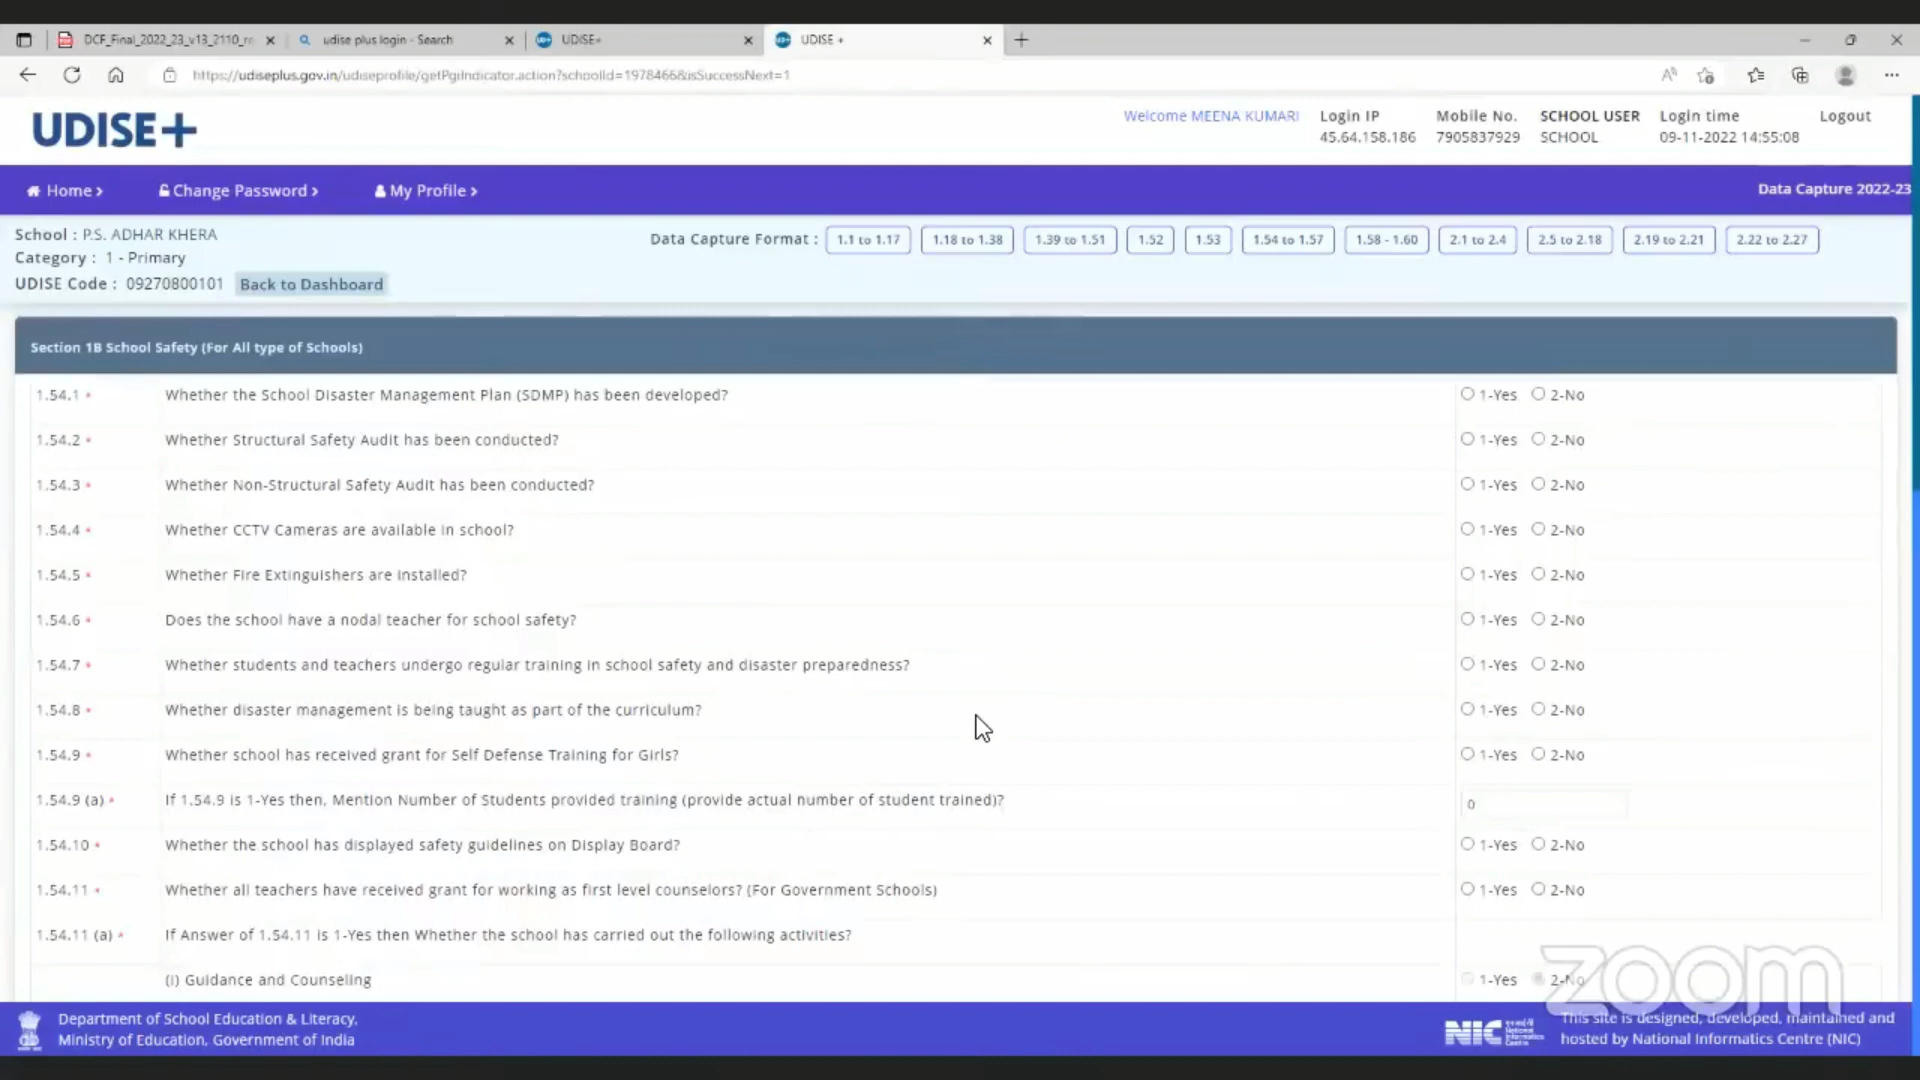 DCF_Final_2022_23_v13_2110_r
udise plus login - Search
UDISE+
UDISE +
https://udiseplus.gov.in/udiseprofile/getPgiIndicator.action?schoolId=1978466&isSuccessNext=1
UDISE+
Welcome MEENA KUMARI
Login IP
45.64.158.186
Mobile No.
7905837929
SCHOOL USER
SCHOOL
Login time
09-11-2022 14:55:08
Logout
Home >
Change Password >
My Profile >
Data Capture 2022-23
School : P.S. ADHAR KHERA
Category : 1 - Primary
UDISE Code : 09270800101 Back to Dashboard
Data Capture Format : 1.1 to 1.17 1.18 to 1.38 1.39 to 1.51 1.52 1.53 1.54 to 1.57 1.58 - 1.60 2.1 to 2.4 2.5 to 2.18 2.19 to 2.21 2.22 to 2.27
Section 1B School Safety (For All type of Schools)
1.54.1 * Whether the School Disaster Management Plan (SDMP) has been developed? 1-Yes 2-No
1.54.2 * Whether Structural Safety Audit has been conducted? 1-Yes 2-No
1.54.3 * Whether Non-Structural Safety Audit has been conducted? 1-Yes 2-No
1.54.4 * Whether CCTV Cameras are available in school? 1-Yes 2-No
1.54.5 * Whether Fire Extinguishers are installed? 1-Yes 2-No
1.54.6 * Does the school have a nodal teacher for school safety? 1-Yes 2-No
1.54.7 * Whether students and teachers undergo regular training in school safety and disaster preparedness? 1-Yes 2-No
1.54.8 * Whether disaster management is being taught as part of the curriculum? 1-Yes 2-No
1.54.9 * Whether school has received grant for Self Defense Training for Girls? 1-Yes 2-No
1.54.9 (a) * If 1.54.9 is 1-Yes then, Mention Number of Students provided training (provide actual number of student trained)? 0
1.54.10 * Whether the school has displayed safety guidelines on Display Board? 1-Yes 2-No
1.54.11 * Whether all teachers have received grant for working as first level counselors? (For Government Schools) 1-Yes 2-No
1.54.11 (a) * If Answer of 1.54.11 is 1-Yes then Whether the school has carried out the following activities?
(i) Guidance and Counseling 1-Yes 2-No
zoom
Department of School Education & Literacy,
Ministry of Education, Government of India
NIC
National
Informatics
Centre
This site is designed, developed, maintained and
hosted by National Informatics Centre (NIC)